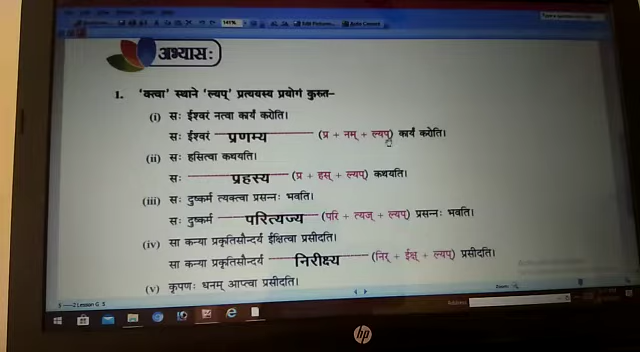 अभ्यासः
1. 'क्त्वा' स्थाने 'ल्यप्' प्रत्ययस्य प्रयोगं कुरुत–
(i) सः ईश्वरं नत्वा कार्यं करोति।
सः ईश्वरं प्रणम्य (प्र + नम् + ल्यप्) कार्यं करोति।
(ii) सः हसित्वा कथयति।
सः प्रहस्य (प्र + हस् + ल्यप्) कथयति।
(iii) सः दुष्कर्म त्यक्त्वा प्रसन्नः भवति।
सः दुष्कर्म परित्यज्य (परि + त्यज् + ल्यप्) प्रसन्नः भवति।
(iv) सा कन्या प्रकृतिसौन्दर्यं ईक्षित्वा प्रसीदति।
सा कन्या प्रकृतिसौन्दर्यं निरीक्ष्य (निर् + ईक्ष् + ल्यप्) प्रसीदति।
(v) कृपणः धनम् आप्त्वा प्रसीदति।
hp